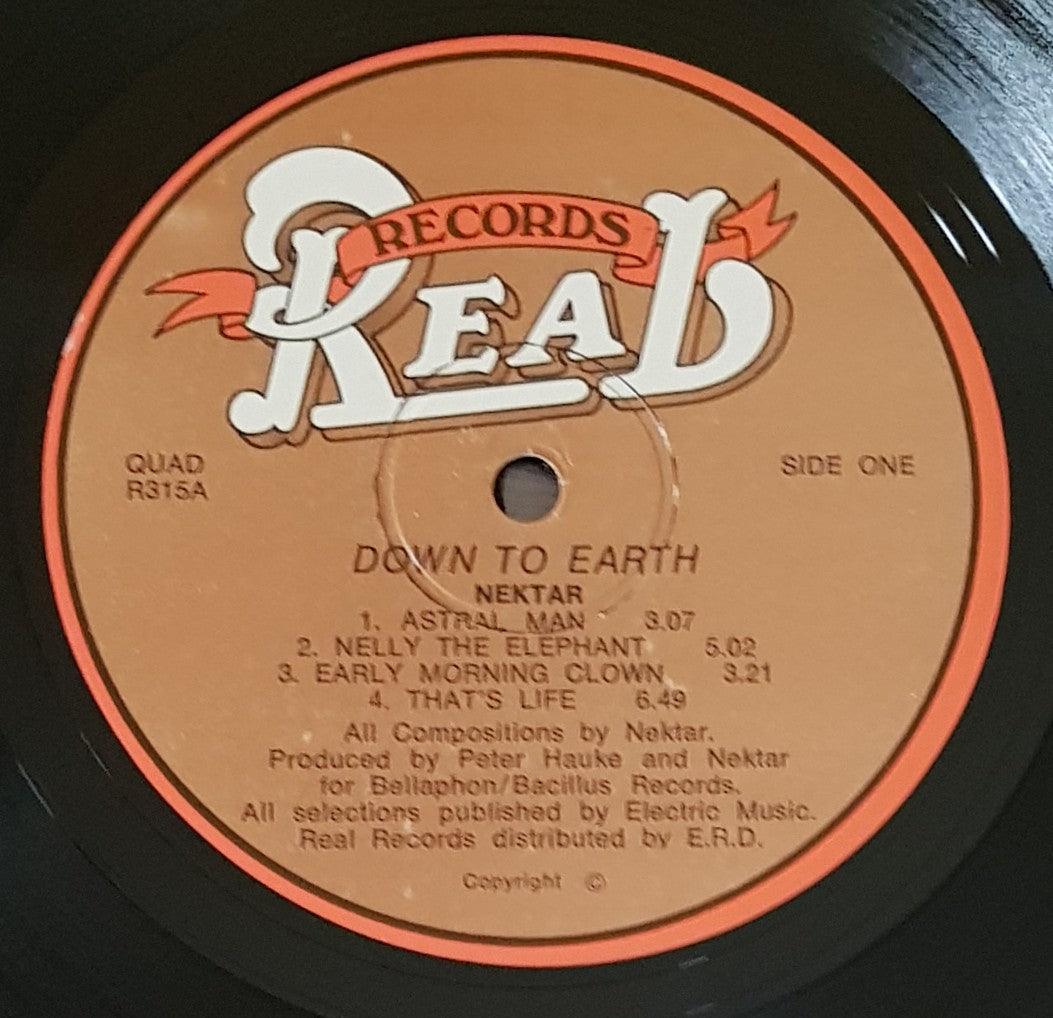 RECORDS
REAL
QUAD
R315A
SIDE ONE
DOWN TO EARTH
NEKTAR
1. ASTRAL MAN 3.07
2. NELLY THE ELEPHANT 5.02
3. EARLY MORNING CLOWN 3.21
4. THAT'S LIFE 6.49
All Compositions by Nektar.
Produced by Peter Hauke and Nektar
for Bellaphon/Bacillus Records.
All selections published by Electric Music.
Real Records distributed by E.R.D.
Copyright ©